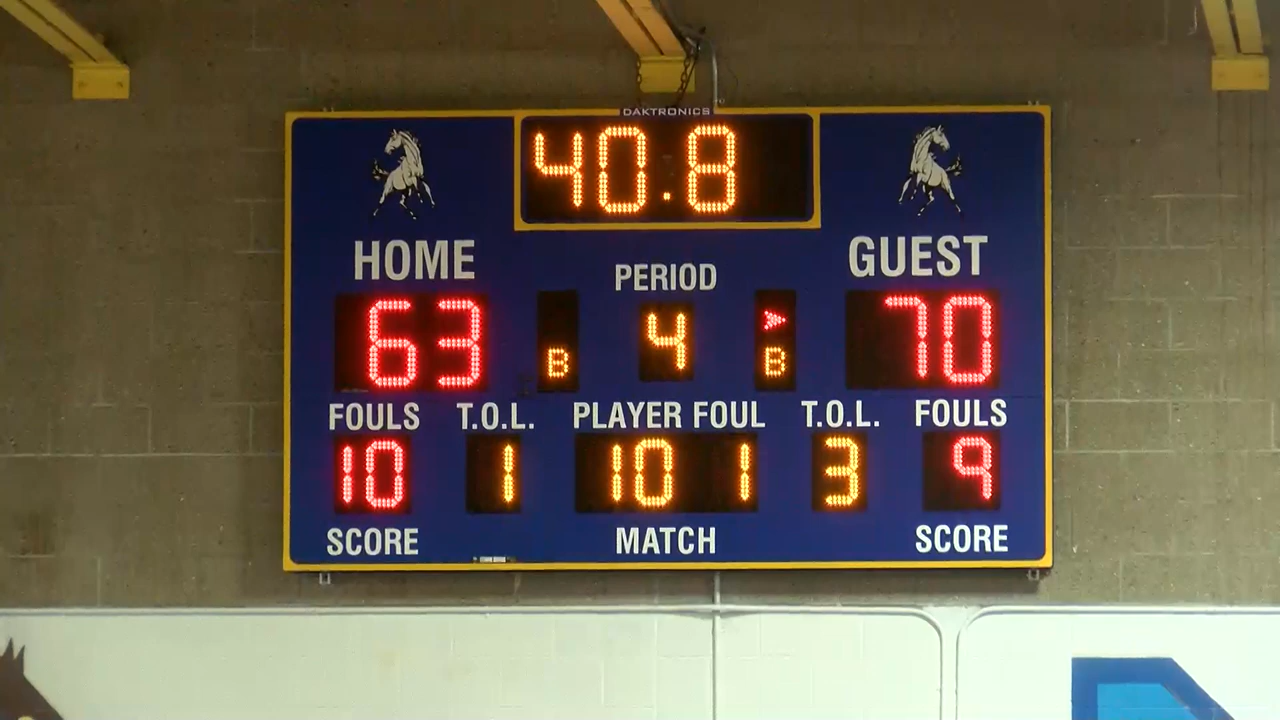 DAKTRONICS
40.8
HOME PERIOD GUEST
63 B 4 B 70
FOULS T.O.L. PLAYER FOUL T.O.L. FOULS
10 1 10 1 3 9
SCORE MATCH SCORE